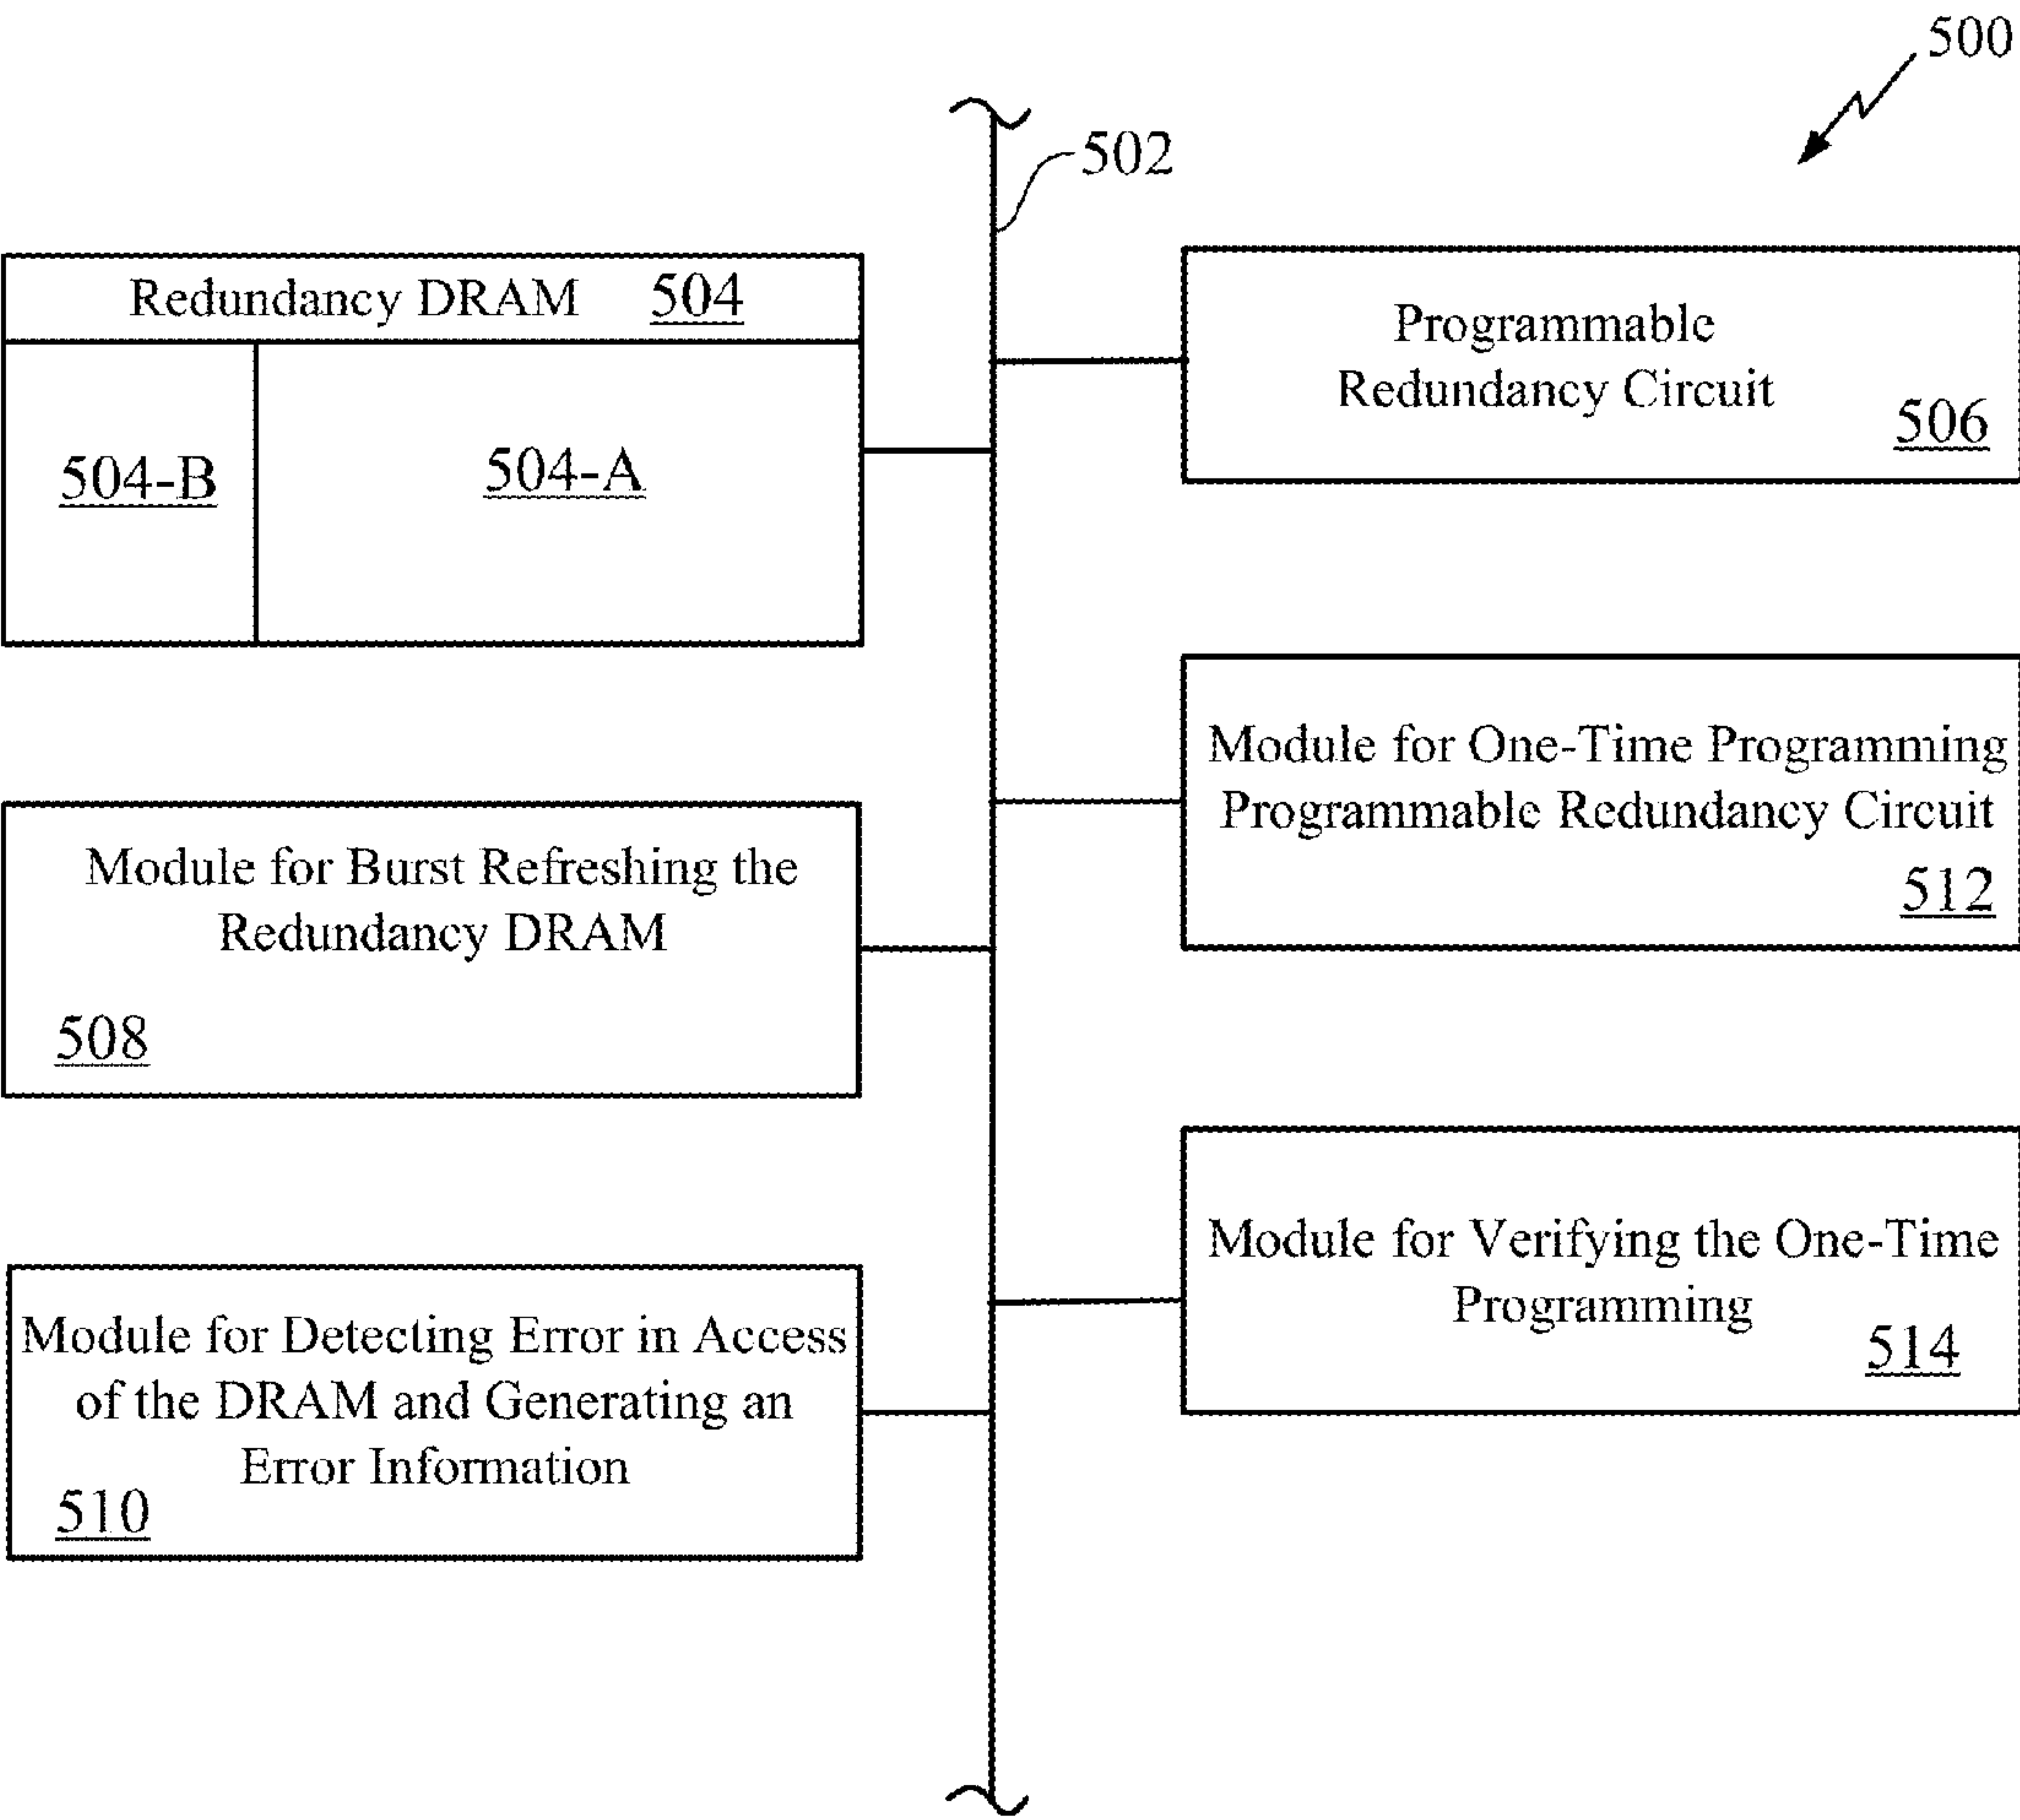 500
502
Redundancy DRAM 504
504-B
504-A
Programmable
Redundancy Circuit
506
Module for One-Time Programming
Programmable Redundancy Circuit
512
Module for Burst Refreshing the
Redundancy DRAM
508
Module for Verifying the One-Time
Programming
514
Module for Detecting Error in Access
of the DRAM and Generating an
Error Information
510